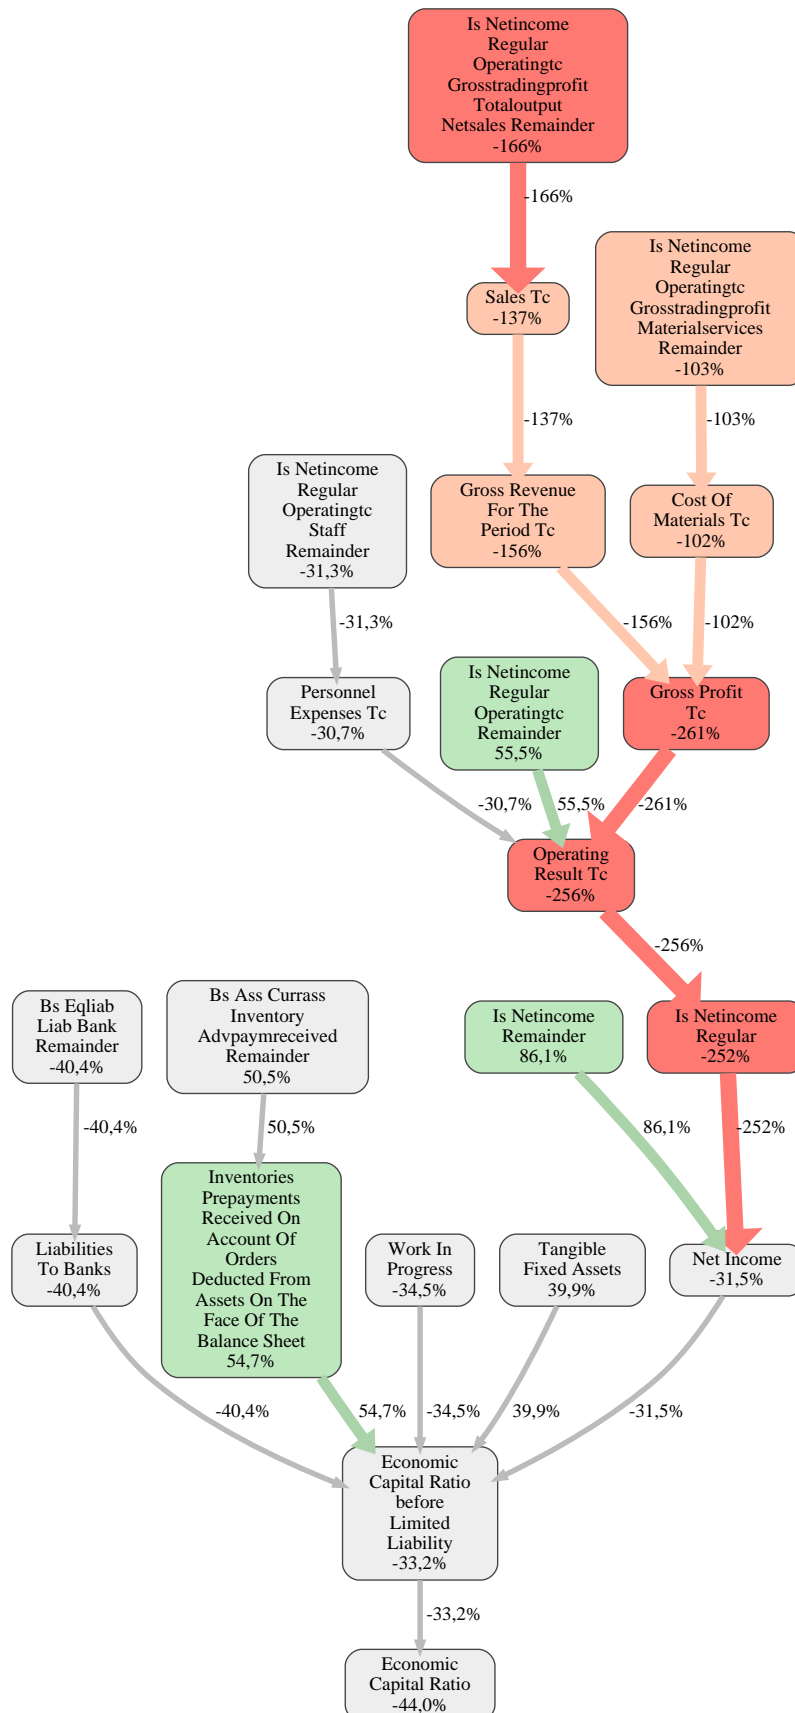 Is Netincome
Regular
Operatingtc
Grosstradingprofit
Totaloutput
Netsales Remainder
-166%
-166%
Sales Tc
-137%
Is Netincome
Regular
Operatingtc
Grosstradingprofit
Materialservices
Remainder
-103%
-137%
-103%
Is Netincome
Regular
Operatingtc
Staff
Remainder
-31,3%
Gross Revenue
For The
Period Tc
-156%
Cost Of
Materials Tc
-102%
-31,3%
-156%
-102%
Personnel
Expenses Tc
-30,7%
Is Netincome
Regular
Operatingtc
Remainder
55,5%
Gross Profit
Tc
-261%
-30,7%
55,5%
-261%
Operating
Result Tc
-256%
-256%
Bs Eqliab
Liab Bank
Remainder
-40,4%
Bs Ass Currass
Inventory
Advpaymreceived
Remainder
50,5%
Is Netincome
Remainder
86,1%
Is Netincome
Regular
-252%
-40,4%
50,5%
86,1%
-252%
Liabilities
To Banks
-40,4%
Inventories
Prepayments
Received On
Account Of
Orders
Deducted From
Assets On The
Face Of The
Balance Sheet
54,7%
Work In
Progress
-34,5%
Tangible
Fixed Assets
39,9%
Net Income
-31,5%
-40,4%
54,7%
-34,5%
39,9%
-31,5%
Economic
Capital Ratio
before
Limited
Liability
-33,2%
-33,2%
Economic
Capital Ratio
-44,0%